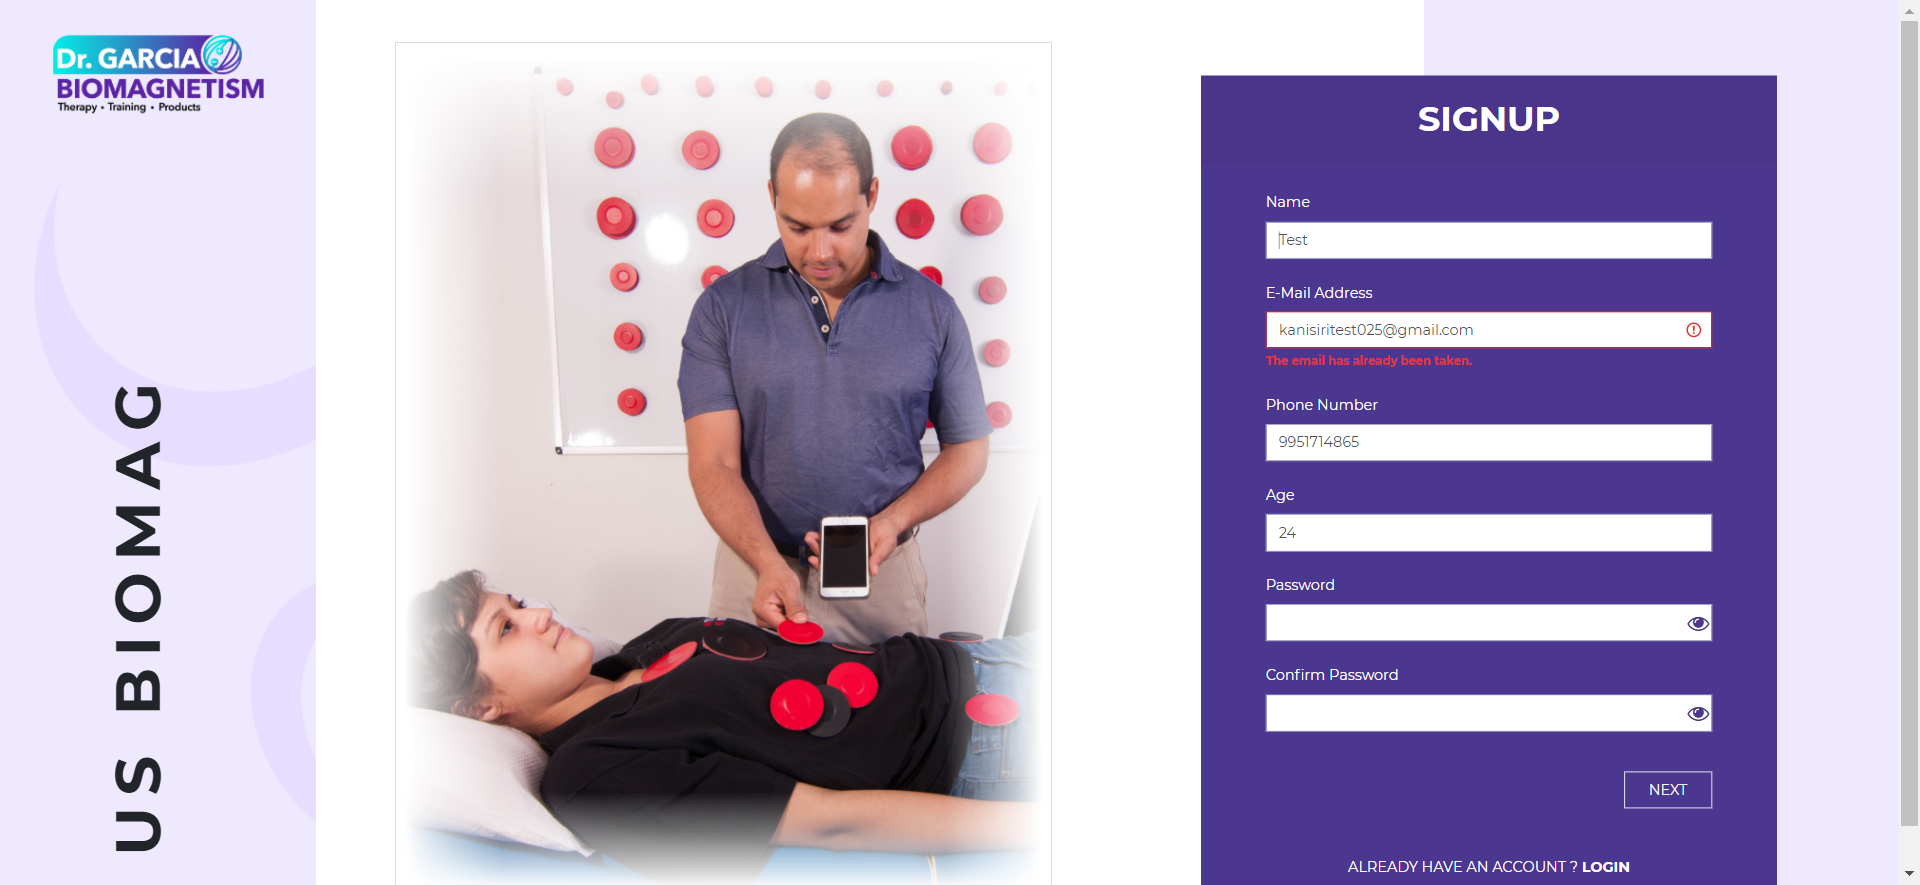 Dr. GARCIA
BIOMAGNETISM
Therapy • Training • Products
US BIOMAG
SIGNUP
Name
Test
E-Mail Address
kanisiritest025@gmail.com
The email has already been taken.
Phone Number
9951714865
Age
24
Password
Confirm Password
NEXT
ALREADY HAVE AN ACCOUNT ? LOGIN